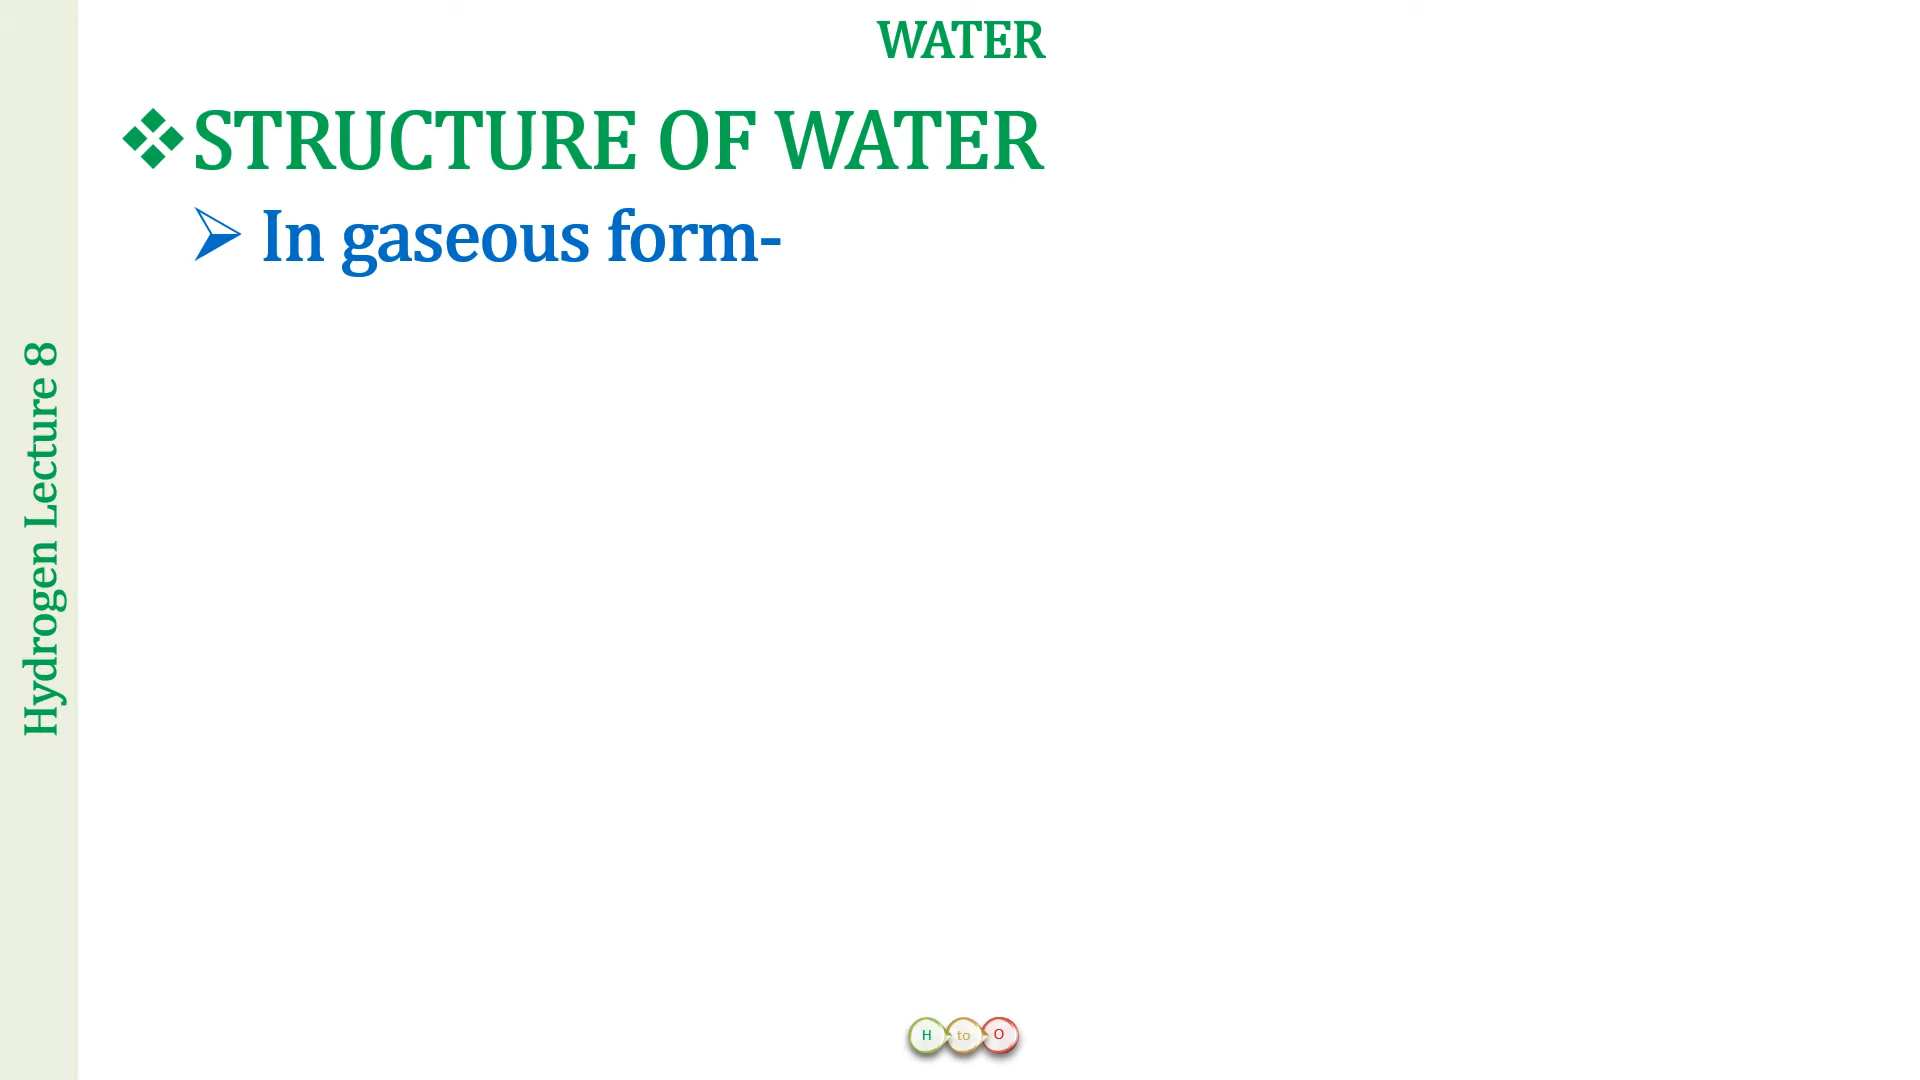 WATER
❖STRUCTURE OF WATER
➢ In gaseous form-
Hydrogen Lecture 8
H to O